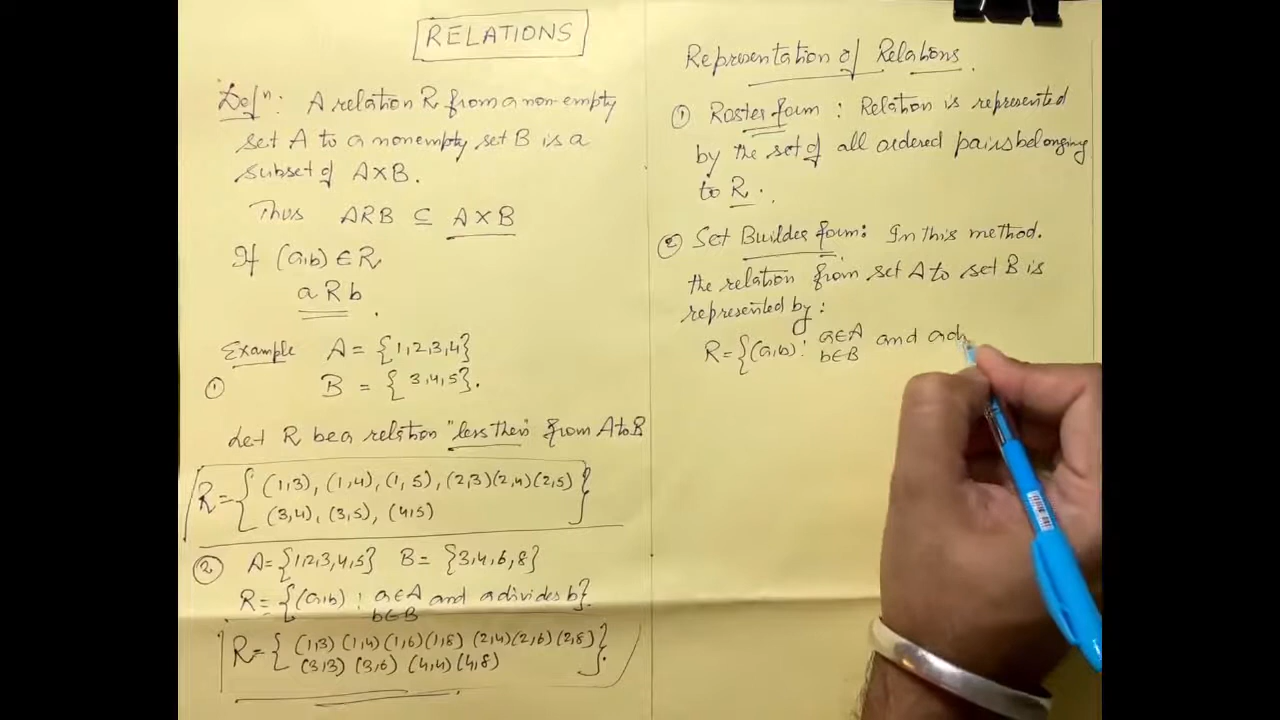 RELATIONS
Defⁿ: A relation R from a non-empty
set A to a nonempty set B is a
subset of A×B.
Thus ARB ⊆ A×B
If (a,b) ∈ R
a R b
Example A = {1,2,3,4}
① B = {3,4,5}.
Let R be a relation "less then" from A to B
R = { (1,3), (1,4), (1,5), (2,3) (2,4) (2,5)
(3,4), (3,5), (4,5) }
② A = {1,2,3,4,5} B = {3,4,6,8}
R = {(a,b) : a∈A and a divides b}.
b∈B
R = { (1,3) (1,4) (1,6) (1,8) (2,4) (2,6) (2,8)
(3,3) (3,6) (4,4) (4,8) }.
Representation of Relations.
① Roster form : Relation is represented
by the set of all ordered pairs belonging
to R.
② Set Builder form: In this method.
the relation from set A to set B is
represented by:
R = {(a,b) : a∈A and a di
b∈B